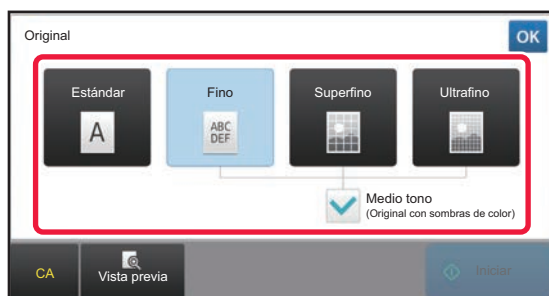 Original
OK
Estándar
Fino
Superfino
Ultrafino
A
ABC
DEF
Medio tono
(Original con sombras de color)
CA
Vista previa
Iniciar